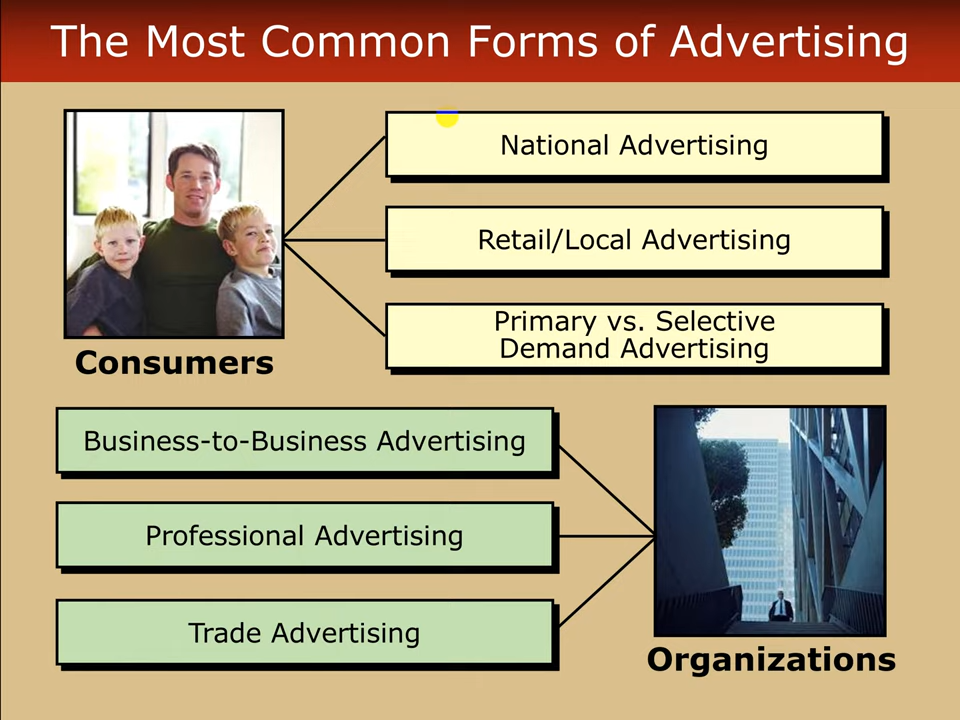 The Most Common Forms of Advertising
National Advertising
Retail/Local Advertising
Primary vs. Selective
Demand Advertising
Consumers
Business-to-Business Advertising
Professional Advertising
Trade Advertising
Organizations